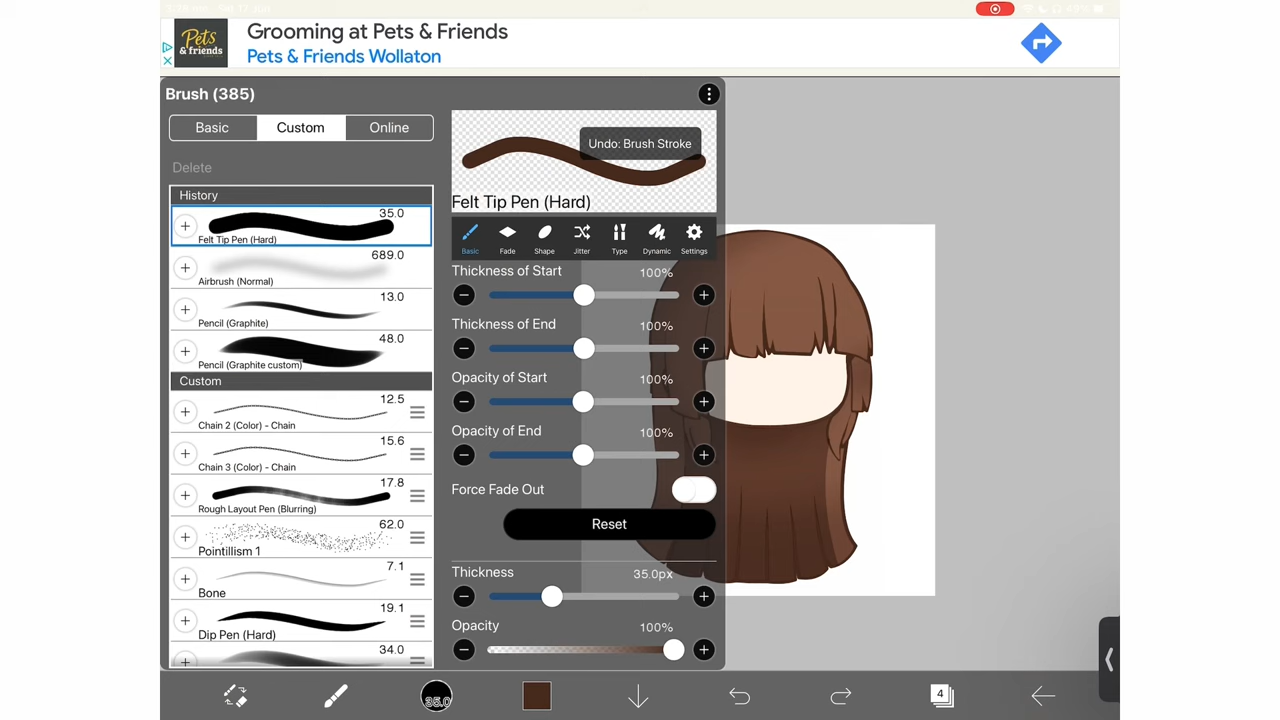 Pets
& friends
Grooming at Pets & Friends
Pets & Friends Wollaton
Brush (385)
Basic
Custom
Online
Delete
History
35.0
Felt Tip Pen (Hard)
689.0
Airbrush (Normal)
13.0
Pencil (Graphite)
48.0
Pencil (Graphite custom)
Custom
12.5
Chain 2 (Color) - Chain
15.6
Chain 3 (Color) - Chain
17.8
Rough Layout Pen (Blurring)
62.0
Pointillism 1
7.1
Bone
19.1
Dip Pen (Hard)
34.0
Undo: Brush Stroke
Felt Tip Pen (Hard)
Basic
Fade
Shape
Jitter
Type
Dynamic
Settings
Thickness of Start
100%
Thickness of End
100%
Opacity of Start
100%
Opacity of End
100%
Force Fade Out
Reset
Thickness
35.0px
Opacity
100%
35.0
4